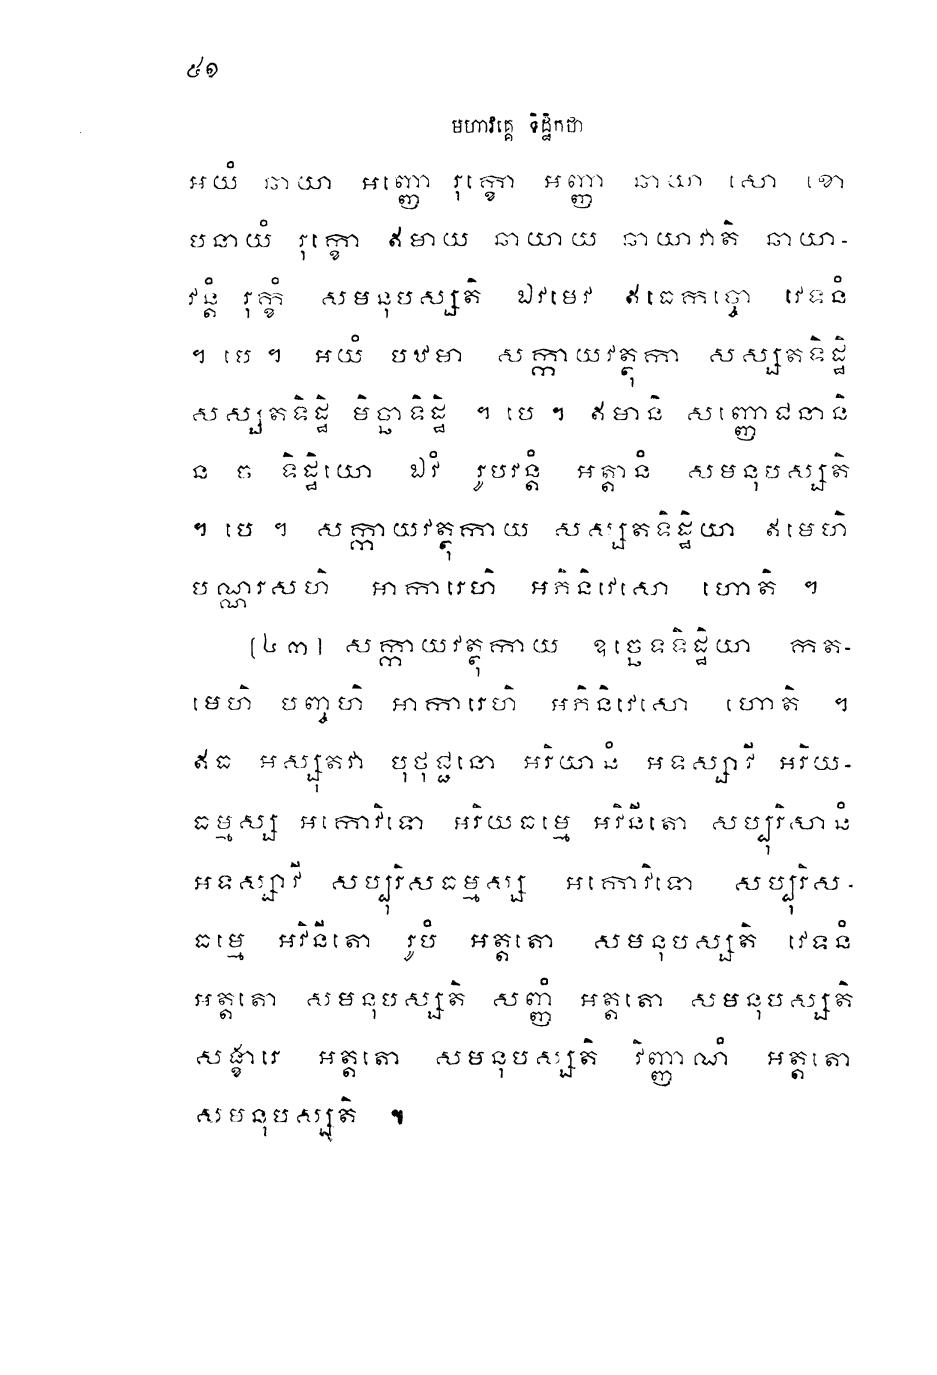 ៥១
មហាវគ្គេ ទិដ្ឋិកថា
អយំ ឆាយា អញ្ញោ រុក្ខោ អញ្ញា ឆាយា សោ ខោ
បនាយំ រុក្ខោ ឥមាយ ឆាយាយ ឆាយាវាតិ ឆាយា-
វន្តំ រុក្ខំ សមនុបស្សតិ ឯវមេវ ឥធេកច្ចោ វេទនំ
។ បេ ។ អយំ បឋមា សក្កាយវត្ថុកា សស្សតទិដ្ឋិ
សស្សតទិដ្ឋិ មិច្ឆាទិដ្ឋិ ។ បេ ។ ឥមានិ សញ្ញោជនានិ
ន ច ទិដ្ឋិយោ ឯវំ រូបវន្តំ អត្តានំ សមនុបស្សតិ
។ បេ ។ សក្កាយវត្ថុកាយ សស្សតទិដ្ឋិយា ឥមេហិ
បណ្ណរសហិ អាការេហិ អភិនិវេសោ ហោតិ ។
[៤៣] សក្កាយវត្ថុកាយ ឧច្ឆេទទិដ្ឋិយា កត-
មេហិ បញ្ចហិ អាការេហិ អភិនិវេសោ ហោតិ ។
ឥធ អស្សុតវា បុថុជ្ជនោ អរិយានំ អទស្សាវី អរិយ-
ធម្មស្ស អកោវិទោ អរិយធម្មេ អវិនីតោ សប្បុរិសានំ
អទស្សាវី សប្បុរិសធម្មស្ស អកោវិទោ សប្បុរិស-
ធម្មេ អវិនីតោ រូបំ អត្តតោ សមនុបស្សតិ វេទនំ
អត្តតោ សមនុបស្សតិ សញ្ញំ អត្តតោ សមនុបស្សតិ
សង្ខារេ អត្តតោ សមនុបស្សតិ វិញ្ញាណំ អត្តតោ
សមនុបស្សតិ ៕